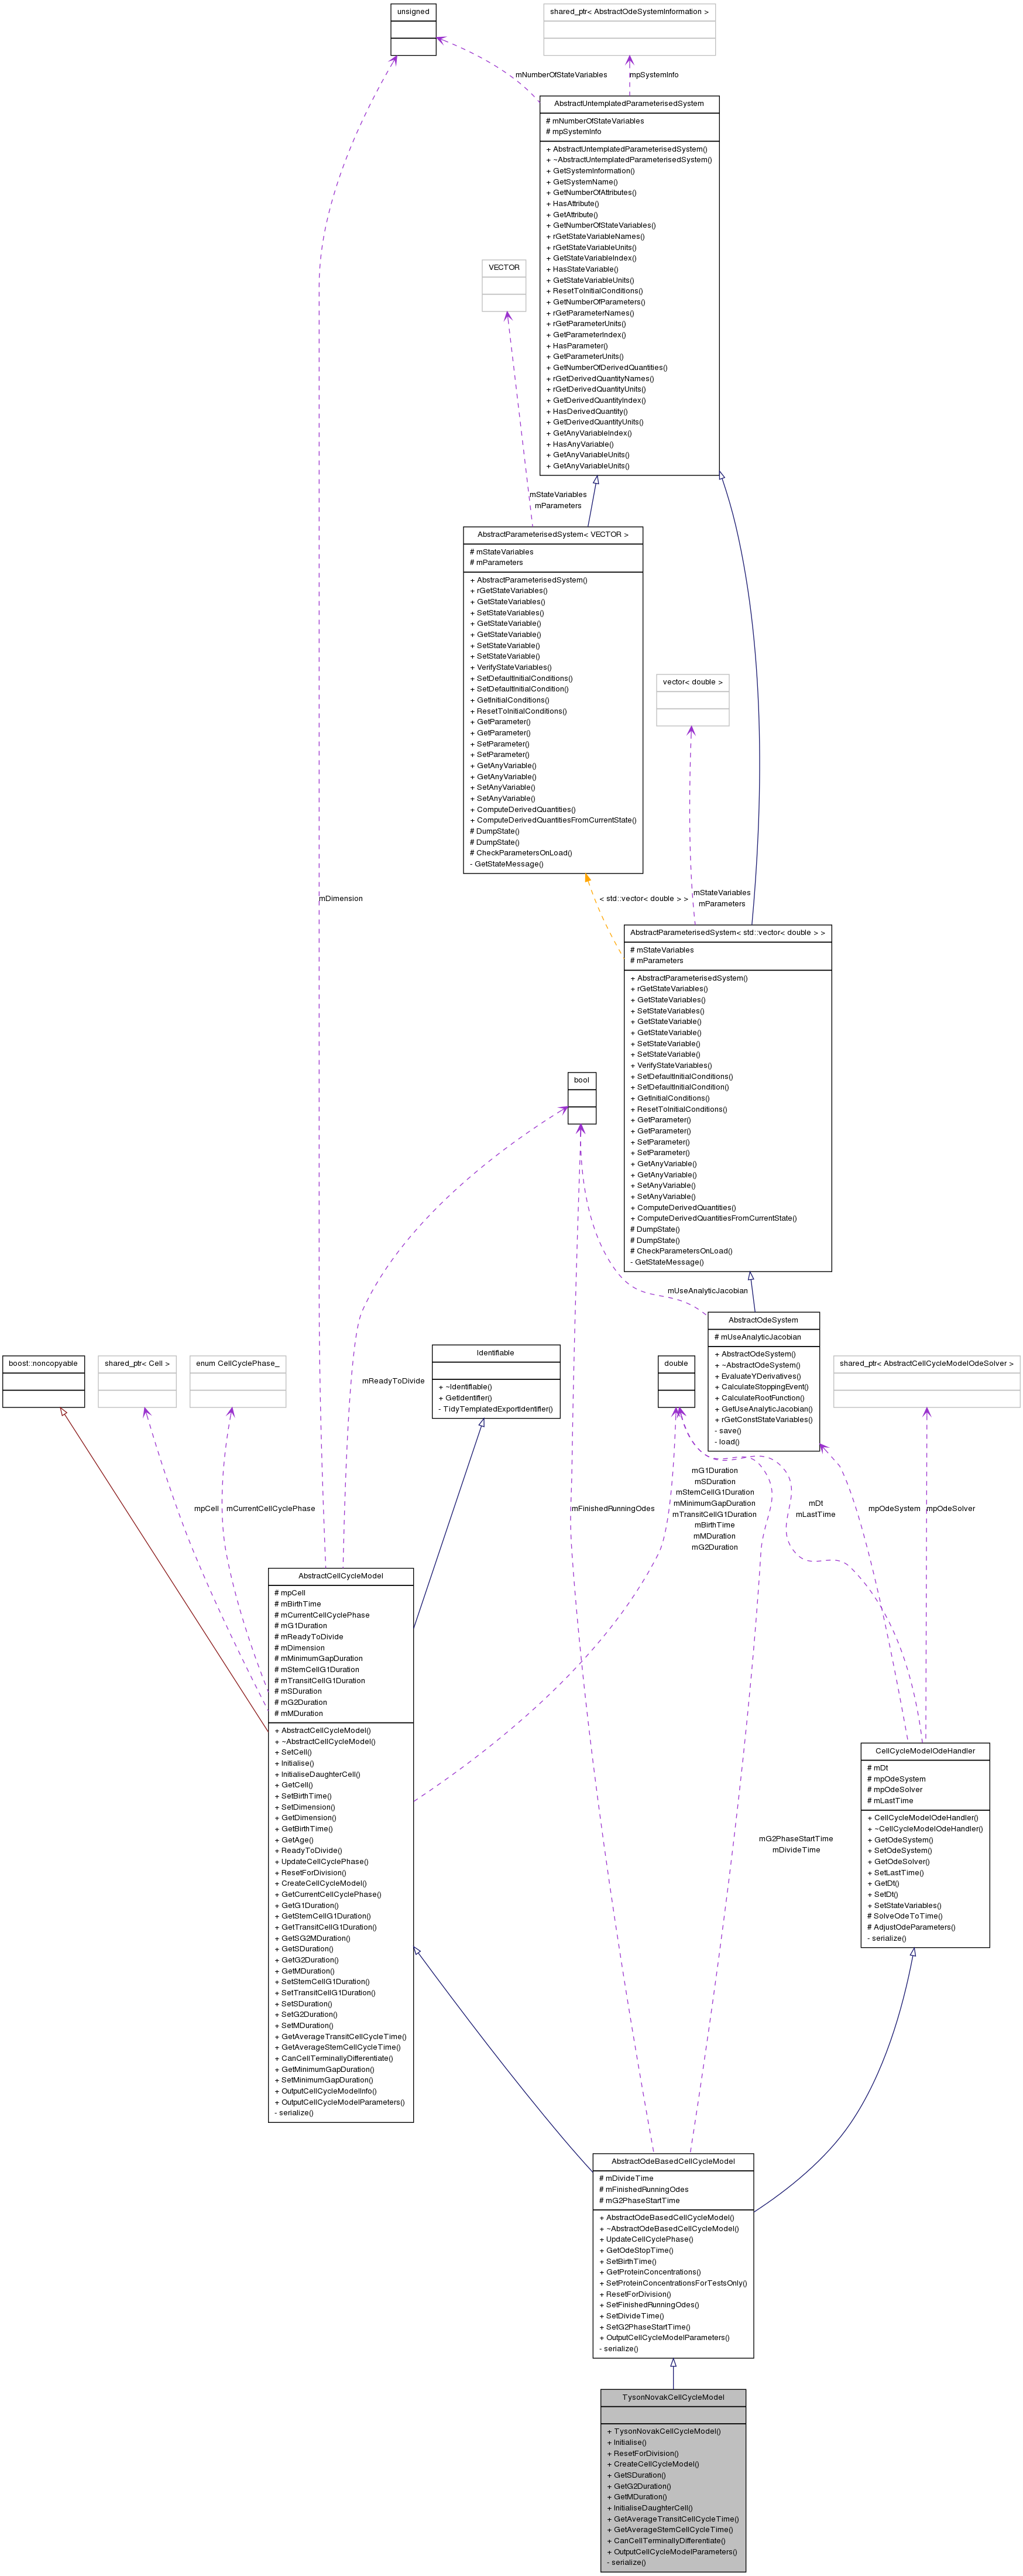 unsigned
shared_ptr< AbstractOdeSystemInformation >
mNumberOfStateVariables
mpSystemInfo
AbstractUntemplatedParameterisedSystem
# mNumberOfStateVariables
# mpSystemInfo
+ AbstractUntemplatedParameterisedSystem()
+ ~AbstractUntemplatedParameterisedSystem()
+ GetSystemInformation()
+ GetSystemName()
+ GetNumberOfAttributes()
+ HasAttribute()
+ GetAttribute()
+ GetNumberOfStateVariables()
+ rGetStateVariableNames()
+ rGetStateVariableUnits()
+ GetStateVariableIndex()
+ HasStateVariable()
+ GetStateVariableUnits()
+ ResetToInitialConditions()
+ GetNumberOfParameters()
+ rGetParameterNames()
+ rGetParameterUnits()
+ GetParameterIndex()
+ HasParameter()
+ GetParameterUnits()
+ GetNumberOfDerivedQuantities()
+ rGetDerivedQuantityNames()
+ rGetDerivedQuantityUnits()
+ GetDerivedQuantityIndex()
+ HasDerivedQuantity()
+ GetDerivedQuantityUnits()
+ GetAnyVariableIndex()
+ HasAnyVariable()
+ GetAnyVariableUnits()
+ GetAnyVariableUnits()
VECTOR
mStateVariables
mParameters
AbstractParameterisedSystem< VECTOR >
# mStateVariables
# mParameters
+ AbstractParameterisedSystem()
+ rGetStateVariables()
+ GetStateVariables()
+ SetStateVariables()
+ GetStateVariable()
+ GetStateVariable()
+ SetStateVariable()
+ SetStateVariable()
+ VerifyStateVariables()
+ SetDefaultInitialConditions()
+ SetDefaultInitialCondition()
+ GetInitialConditions()
+ ResetToInitialConditions()
+ GetParameter()
+ GetParameter()
+ SetParameter()
+ SetParameter()
+ GetAnyVariable()
+ GetAnyVariable()
+ SetAnyVariable()
+ SetAnyVariable()
+ ComputeDerivedQuantities()
+ ComputeDerivedQuantitiesFromCurrentState()
# DumpState()
# DumpState()
# CheckParametersOnLoad()
- GetStateMessage()
vector< double >
mDimension
< std::vector< double > >
mStateVariables
mParameters
AbstractParameterisedSystem< std::vector< double > >
# mStateVariables
# mParameters
+ AbstractParameterisedSystem()
+ rGetStateVariables()
+ GetStateVariables()
+ SetStateVariables()
+ GetStateVariable()
+ GetStateVariable()
+ SetStateVariable()
+ SetStateVariable()
+ VerifyStateVariables()
+ SetDefaultInitialConditions()
+ SetDefaultInitialCondition()
+ GetInitialConditions()
+ ResetToInitialConditions()
+ GetParameter()
+ GetParameter()
+ SetParameter()
+ SetParameter()
+ GetAnyVariable()
+ GetAnyVariable()
+ SetAnyVariable()
+ SetAnyVariable()
+ ComputeDerivedQuantities()
+ ComputeDerivedQuantitiesFromCurrentState()
# DumpState()
# DumpState()
# CheckParametersOnLoad()
- GetStateMessage()
bool
mUseAnalyticJacobian
AbstractOdeSystem
# mUseAnalyticJacobian
+ AbstractOdeSystem()
+ ~AbstractOdeSystem()
+ EvaluateYDerivatives()
+ CalculateStoppingEvent()
+ CalculateRootFunction()
+ GetUseAnalyticJacobian()
+ rGetConstStateVariables()
- save()
- load()
boost::noncopyable
shared_ptr< Cell >
enum CellCyclePhase_
mReadyToDivide
Identifiable
+ ~Identifiable()
+ GetIdentifier()
- TidyTemplatedExportIdentifier()
double
shared_ptr< AbstractCellCycleModelOdeSolver >
mpCell
mCurrentCellCyclePhase
mFinishedRunningOdes
mG1Duration
mSDuration
mStemCellG1Duration
mMinimumGapDuration
mTransitCellG1Duration
mBirthTime
mMDuration
mG2Duration
mDt
mLastTime
mpOdeSystem
mpOdeSolver
AbstractCellCycleModel
# mpCell
# mBirthTime
# mCurrentCellCyclePhase
# mG1Duration
# mReadyToDivide
# mDimension
# mMinimumGapDuration
# mStemCellG1Duration
# mTransitCellG1Duration
# mSDuration
# mG2Duration
# mMDuration
+ AbstractCellCycleModel()
+ ~AbstractCellCycleModel()
+ SetCell()
+ Initialise()
+ InitialiseDaughterCell()
+ GetCell()
+ SetBirthTime()
+ SetDimension()
+ GetDimension()
+ GetBirthTime()
+ GetAge()
+ ReadyToDivide()
+ UpdateCellCyclePhase()
+ ResetForDivision()
+ CreateCellCycleModel()
+ GetCurrentCellCyclePhase()
+ GetG1Duration()
+ GetStemCellG1Duration()
+ GetTransitCellG1Duration()
+ GetSG2MDuration()
+ GetSDuration()
+ GetG2Duration()
+ GetMDuration()
+ SetStemCellG1Duration()
+ SetTransitCellG1Duration()
+ SetSDuration()
+ SetG2Duration()
+ SetMDuration()
+ GetAverageTransitCellCycleTime()
+ GetAverageStemCellCycleTime()
+ CanCellTerminallyDifferentiate()
+ GetMinimumGapDuration()
+ SetMinimumGapDuration()
+ OutputCellCycleModelInfo()
+ OutputCellCycleModelParameters()
- serialize()
CellCycleModelOdeHandler
# mDt
# mpOdeSystem
# mpOdeSolver
# mLastTime
+ CellCycleModelOdeHandler()
+ ~CellCycleModelOdeHandler()
+ GetOdeSystem()
+ SetOdeSystem()
+ GetOdeSolver()
+ SetLastTime()
+ GetDt()
+ SetDt()
+ SetStateVariables()
# SolveOdeToTime()
# AdjustOdeParameters()
- serialize()
mG2PhaseStartTime
mDivideTime
AbstractOdeBasedCellCycleModel
# mDivideTime
# mFinishedRunningOdes
# mG2PhaseStartTime
+ AbstractOdeBasedCellCycleModel()
+ ~AbstractOdeBasedCellCycleModel()
+ UpdateCellCyclePhase()
+ GetOdeStopTime()
+ SetBirthTime()
+ GetProteinConcentrations()
+ SetProteinConcentrationsForTestsOnly()
+ ResetForDivision()
+ SetFinishedRunningOdes()
+ SetDivideTime()
+ SetG2PhaseStartTime()
+ OutputCellCycleModelParameters()
- serialize()
TysonNovakCellCycleModel
+ TysonNovakCellCycleModel()
+ Initialise()
+ ResetForDivision()
+ CreateCellCycleModel()
+ GetSDuration()
+ GetG2Duration()
+ GetMDuration()
+ InitialiseDaughterCell()
+ GetAverageTransitCellCycleTime()
+ GetAverageStemCellCycleTime()
+ CanCellTerminallyDifferentiate()
+ OutputCellCycleModelParameters()
- serialize()